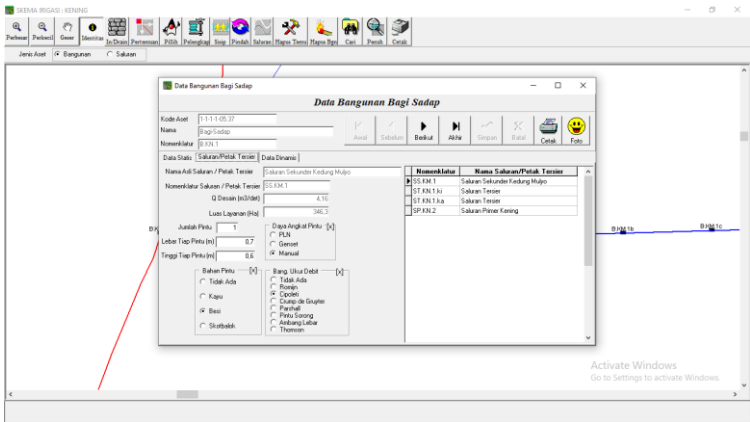 SKEMA IRIGASI : KENING
Perbesar Perkecil Geser Identitas In/Drain Pertemuan Pilih Pelengkap Siap Pindah Saluran Hapus Titem Hapus Bgn Cari Persih Cetak
Jenis Aset Bangunan Saluran
Data Bangunan Bagi Sadap
Data Bangunan Bagi Sadap
Kode Aset 1-1-1-1-05.37
Nama Bagi-Sadap
Nomenklatur B.KN.1
Awal Sebelum Berikut Akhir Simpan Batal Cetak Foto
Data Statis Saluran/Petak Tersier Data Dinamis
Nama Asli Saluran / Petak Tersier Saluran Sekunder Kedung Mulyo
Nomenklatur Saluran / Petak Tersier SS.KM.1
Q Desain (m3/det) 4,16
Luas Layanan (Ha) 346,3
Jumlah Pintu 1
Lebar Tiap Pintu (m) 0,7
Tinggi Tiap Pintu (m) 0,6
Daya Angkat Pintu [x]
PLN
Genset
Manual
Bahan Pintu [x]
Tidak Ada
Kayu
Besi
Skotbalok
Bang. Ukur Debit [x]
Tidak Ada
Romijn
Cipoleti
Crump de Gruyter
Parshall
Pintu Sorong
Ambang Lebar
Thomson
Nomenklatur Nama Saluran/Petak Tersier
SS.KM.1 Saluran Sekunder Kedung Mulyo
ST.KN.1.ki Saluran Tersier
ST.KN.1.ka Saluran Tersier
SP.KN.2 Saluran Primer Kening
B.KM.1b
B.KM.1c
Activate Windows
Go to Settings to activate Windows.